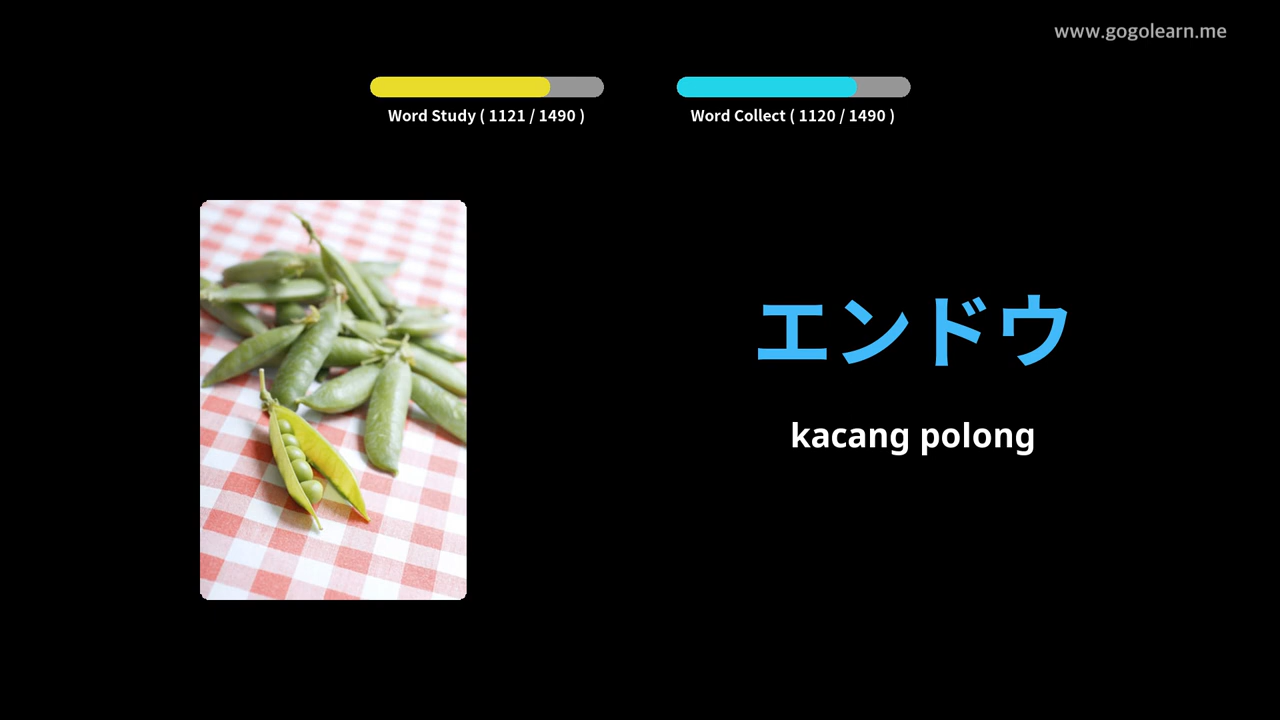 www.gogolearn.me
Word Study ( 1121 / 1490 )
Word Collect ( 1120 / 1490 )
エンドウ
kacang polong